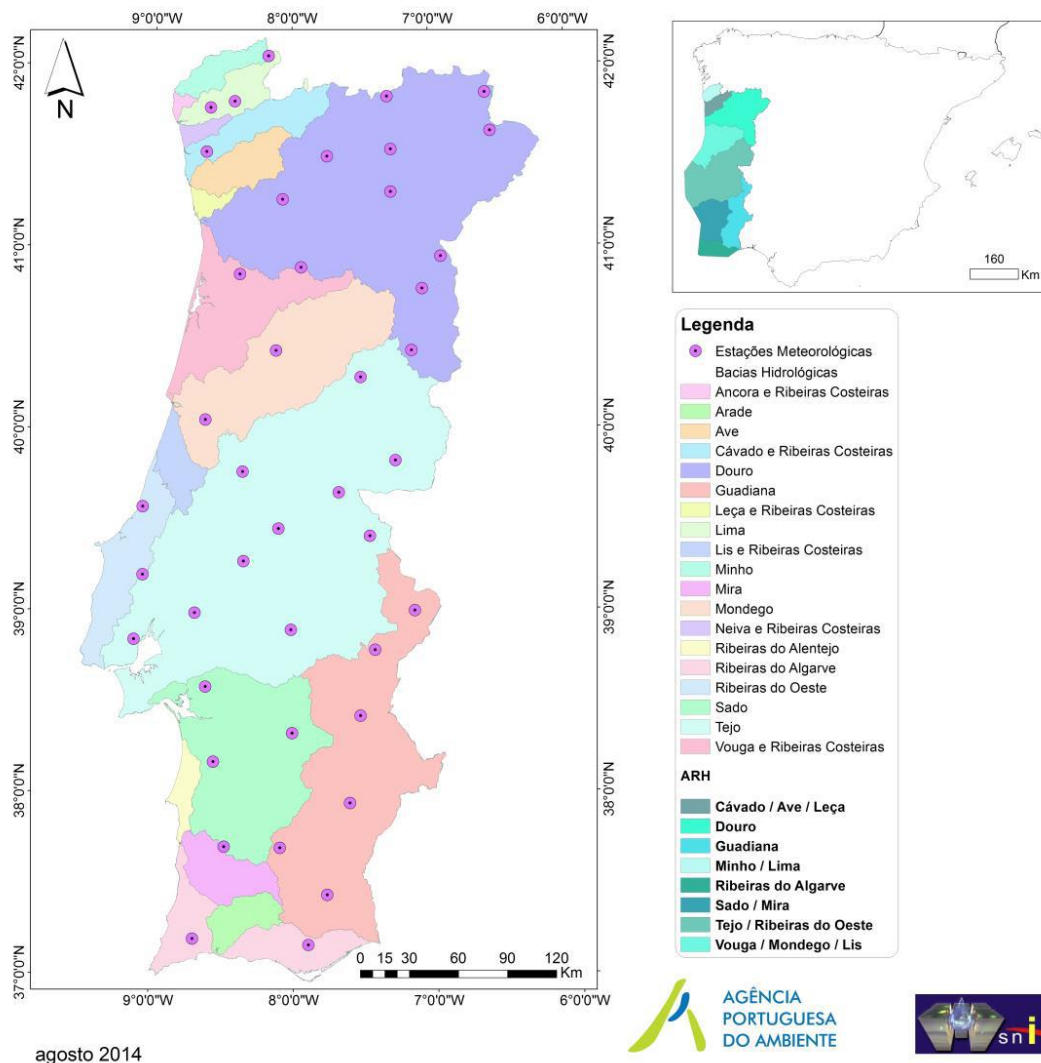 9°0'0"W 8°0'0"W 7°0'0"W 6°0'0"W
42°0'0"N
41°0'0"N
40°0'0"N
39°0'0"N
38°0'0"N
37°0'0"N
N
42°0'0"N
41°0'0"N
40°0'0"N
39°0'0"N
38°0'0"N
37°0'0"N
0 15 30 60 90 120
Km
9°0'0"W 8°0'0"W 7°0'0"W 6°0'0"W
160
Km
Legenda
Estações Meteorológicas
Bacias Hidrológicas
Ancora e Ribeiras Costeiras
Arade
Ave
Cávado e Ribeiras Costeiras
Douro
Guadiana
Leça e Ribeiras Costeiras
Lima
Lis e Ribeiras Costeiras
Minho
Mira
Mondego
Neiva e Ribeiras Costeiras
Ribeiras do Alentejo
Ribeiras do Algarve
Ribeiras do Oeste
Sado
Tejo
Vouga e Ribeiras Costeiras
ARH
Cávado / Ave / Leça
Douro
Guadiana
Minho / Lima
Ribeiras do Algarve
Sado / Mira
Tejo / Ribeiras do Oeste
Vouga / Mondego / Lis
AGÊNCIA
PORTUGUESA
DO AMBIENTE
agosto 2014